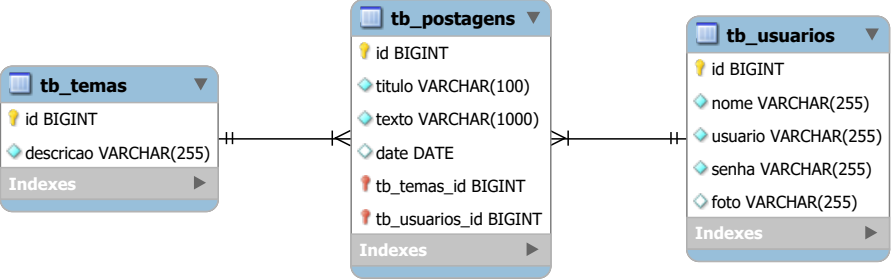 tb_temas
id BIGINT
descricao VARCHAR(255)
Indexes
tb_postagens
id BIGINT
titulo VARCHAR(100)
texto VARCHAR(1000)
date DATE
tb_temas_id BIGINT
tb_usuarios_id BIGINT
Indexes
tb_usuarios
id BIGINT
nome VARCHAR(255)
usuario VARCHAR(255)
senha VARCHAR(255)
foto VARCHAR(255)
Indexes